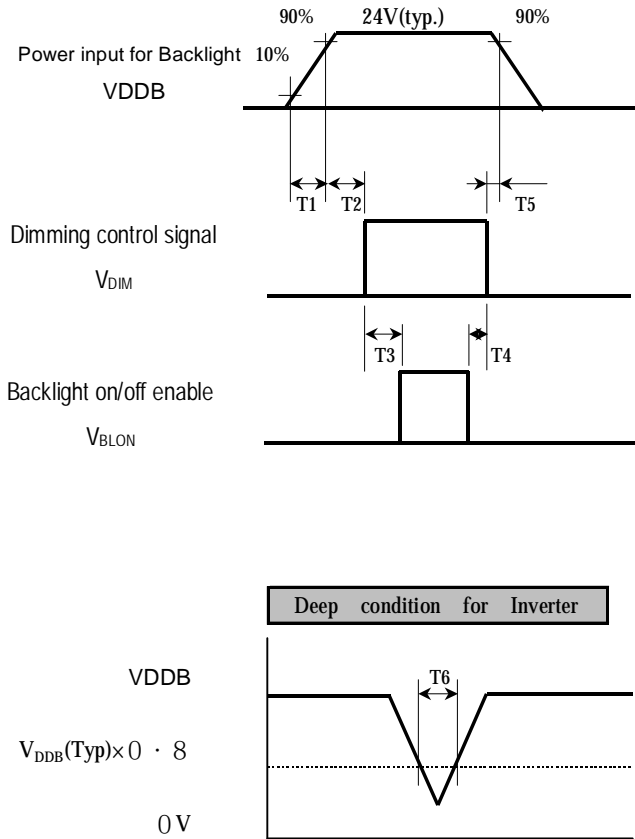 90% 24V(typ.) 90%
Power input for Backlight 10%
VDDB
T1 T2 T5
Dimming control signal
VDIM
T3 T4
Backlight on/off enable
VBLON
Deep condition for Inverter
VDDB T6
VDDB(Typ)×0.8
0V